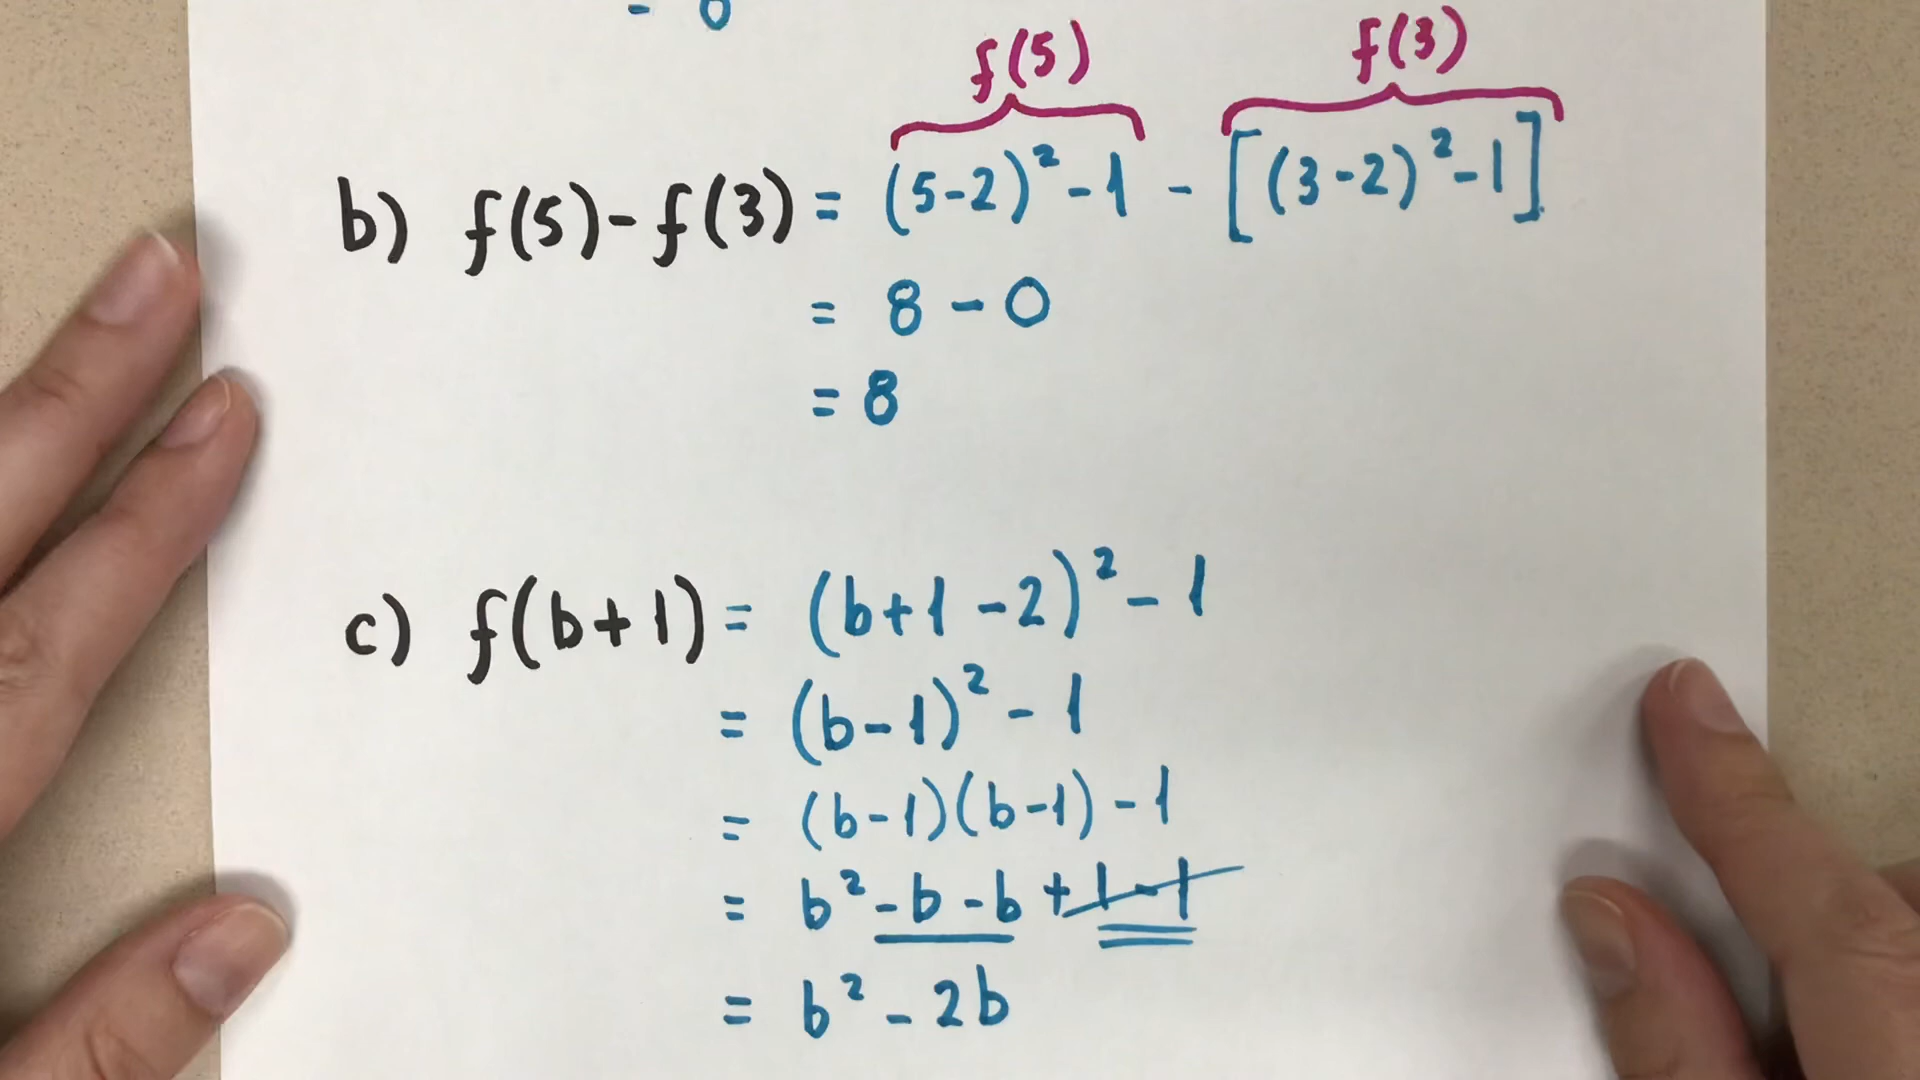 = 8
f(5) f(3)
b) f(5)-f(3) = (5-2)²-1 - [(3-2)²-1]
= 8 - 0
= 8
c) f(b+1) = (b+1-2)² - 1
= (b-1)² - 1
= (b-1)(b-1) - 1
= b² - b - b + 1 - 1
= b² - 2b